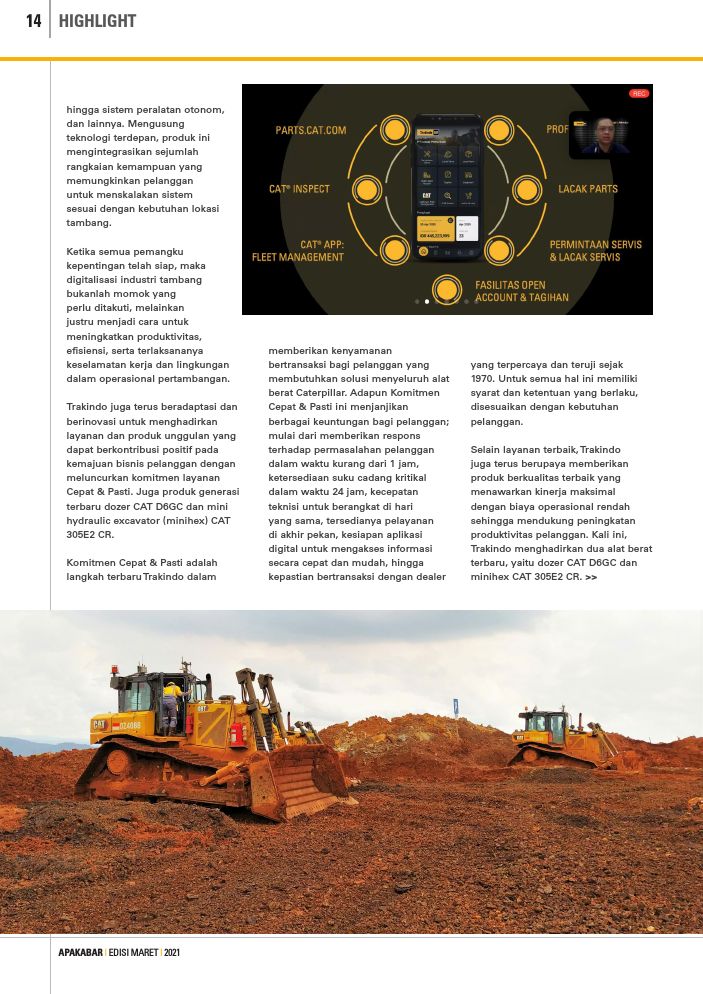 14
HIGHLIGHT
hingga sistem peralatan otonom,
dan lainnya. Mengusung
teknologi terdepan, produk ini
mengintegrasikan sejumlah
rangkaian kemampuan yang
memungkinkan pelanggan
untuk menskalakan sistem
sesuai dengan kebutuhan lokasi
tambang.
Ketika semua pemangku
kepentingan telah siap, maka
digitalisasi industri tambang
bukanlah momok yang
perlu ditakuti, melainkan
justru menjadi cara untuk
meningkatkan produktivitas,
efisiensi, serta terlaksananya
keselamatan kerja dan lingkungan
dalam operasional pertambangan.
Trakindo juga terus beradaptasi dan
berinovasi untuk menghadirkan
layanan dan produk unggulan yang
dapat berkontribusi positif pada
kemajuan bisnis pelanggan dengan
meluncurkan komitmen layanan
Cepat & Pasti. Juga produk generasi
terbaru dozer CAT D6GC dan mini
hydraulic excavator (minihex) CAT
305E2 CR.
Komitmen Cepat & Pasti adalah
langkah terbaru Trakindo dalam
REC
PARTS.CAT.COM
PROF
CAT® INSPECT
LACAK PARTS
CAT® APP:
FLEET MANAGEMENT
PERMINTAAN SERVIS
& LACAK SERVIS
FASILITAS OPEN
ACCOUNT & TAGIHAN
memberikan kenyamanan
bertransaksi bagi pelanggan yang
membutuhkan solusi menyeluruh alat
berat Caterpillar. Adapun Komitmen
Cepat & Pasti ini menjanjikan
berbagai keuntungan bagi pelanggan;
mulai dari memberikan respons
terhadap permasalahan pelanggan
dalam waktu kurang dari 1 jam,
ketersediaan suku cadang kritikal
dalam waktu 24 jam, kecepatan
teknisi untuk berangkat di hari
yang sama, tersedianya pelayanan
di akhir pekan, kesiapan aplikasi
digital untuk mengakses informasi
secara cepat dan mudah, hingga
kepastian bertransaksi dengan dealer
yang terpercaya dan teruji sejak
1970. Untuk semua hal ini memiliki
syarat dan ketentuan yang berlaku,
disesuaikan dengan kebutuhan
pelanggan.
Selain layanan terbaik, Trakindo
juga terus berupaya memberikan
produk berkualitas terbaik yang
menawarkan kinerja maksimal
dengan biaya operasional rendah
sehingga mendukung peningkatan
produktivitas pelanggan. Kali ini,
Trakindo menghadirkan dua alat berat
terbaru, yaitu dozer CAT D6GC dan
minihex CAT 305E2 CR. >>
CAT
CAT
APAKABAR | EDISI MARET | 2021